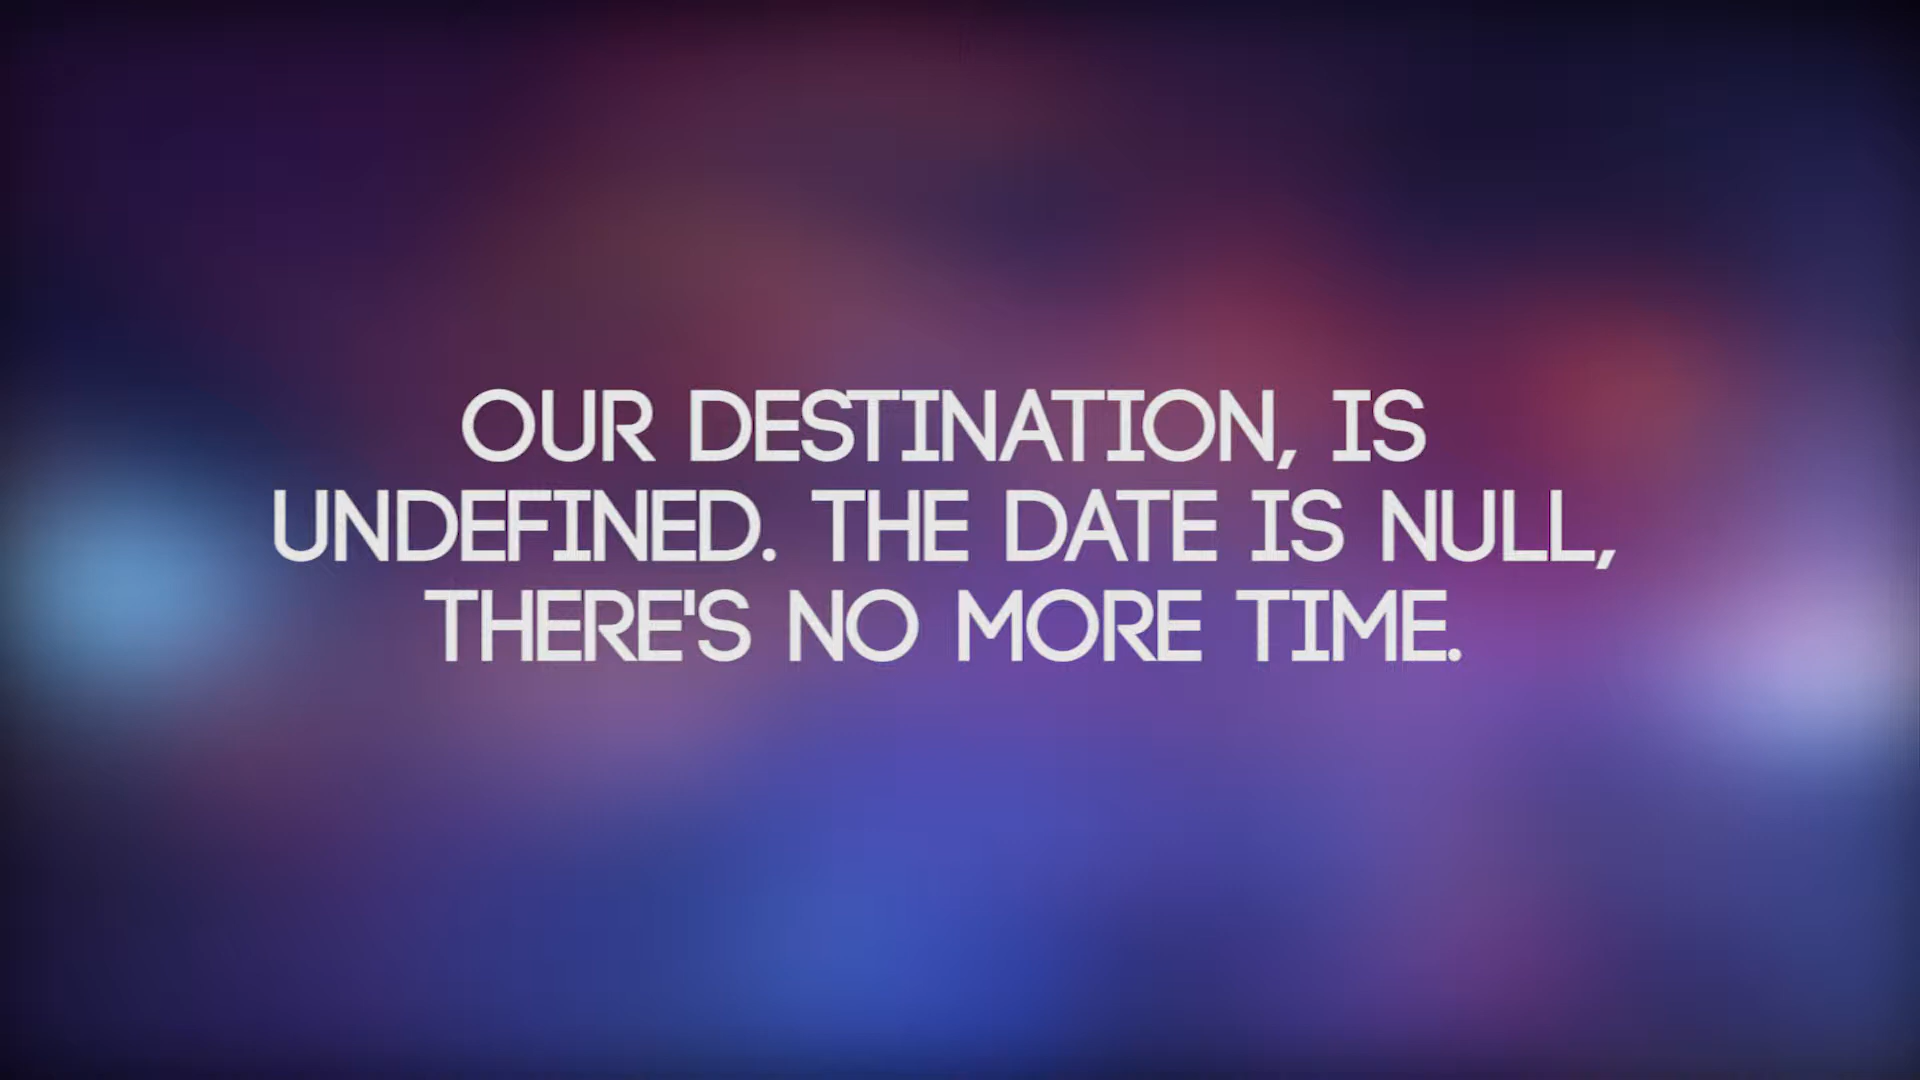 OUR DESTINATION, IS
UNDEFINED. THE DATE IS NULL,
THERE'S NO MORE TIME.